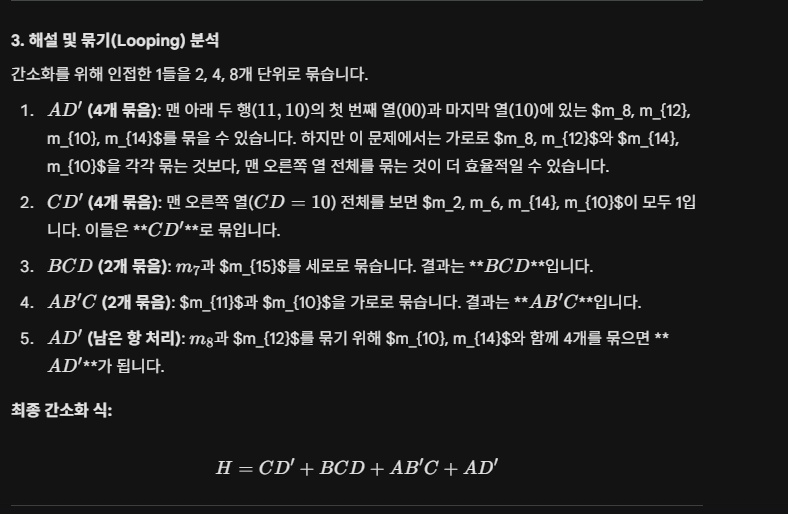 3. 해설 및 묶기(Looping) 분석
간소화를 위해 인접한 1들을 2, 4, 8개 단위로 묶습니다.
1. AD′ (4개 묶음): 맨 아래 두 행(11, 10)의 첫 번째 열(00)과 마지막 열(10)에 있는 $m_8, m_{12},
m_{10}, m_{14}$를 묶을 수 있습니다. 하지만 이 문제에서는 가로로 $m_8, m_{12}$와 $m_{14},
m_{10}$을 각각 묶는 것보다, 맨 오른쪽 열 전체를 묶는 것이 더 효율적일 수 있습니다.
2. CD′ (4개 묶음): 맨 오른쪽 열(CD = 10) 전체를 보면 $m_2, m_6, m_{14}, m_{10}$이 모두 1입
니다. 이들은 **CD′**로 묶입니다.
3. BCD (2개 묶음): m₇과 $m_{15}$를 세로로 묶습니다. 결과는 **BCD**입니다.
4. AB′C (2개 묶음): $m_{11}$과 $m_{10}$을 가로로 묶습니다. 결과는 **AB′C**입니다.
5. AD′ (남은 항 처리): m₈과 $m_{12}$를 묶기 위해 $m_{10}, m_{14}$와 함께 4개를 묶으면 **
AD′**가 됩니다.
최종 간소화 식:
H = CD′ + BCD + AB′C + AD′